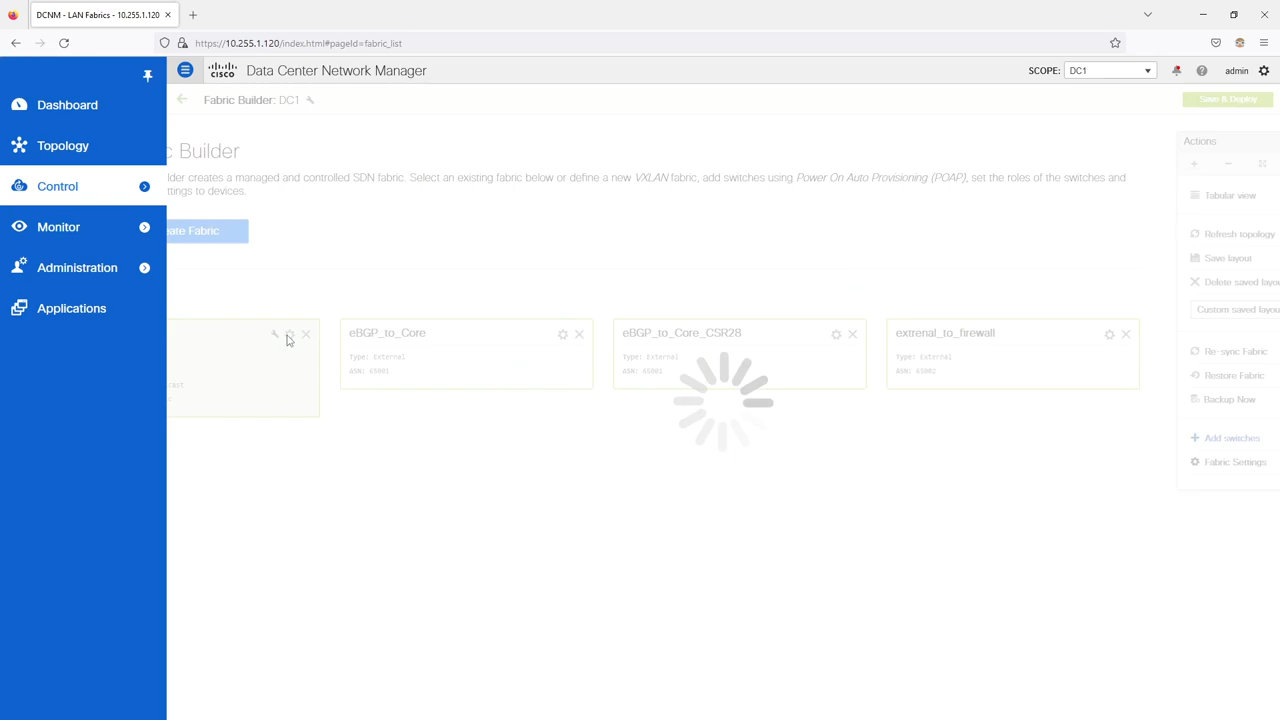 DCNM - LAN Fabrics - 10.255.1.120
https://10.255.1.120/index.html#pageId=fabric_list
CISCO Data Center Network Manager
SCOPE: DC1
admin
Dashboard
Topology
Control
Monitor
Administration
Applications
Fabric Builder: DC1
Save & Deploy
c Builder
ilder creates a managed and controlled SDN fabric. Select an existing fabric below or define a new VXLAN fabric, add switches using Power On Auto Provisioning (POAP), set the roles of the switches and
ttings to devices.
eate Fabric
cast
c
eBGP_to_Core
Type: External
ASN: 65001
eBGP_to_Core_CSR28
Type: External
ASN: 65001
extrenal_to_firewall
Type: External
ASN: 65002
Actions
Tabular view
Refresh topology
Save layout
Delete saved layou
Custom saved layou
Re-sync Fabric
Restore Fabric
Backup Now
Add switches
Fabric Settings